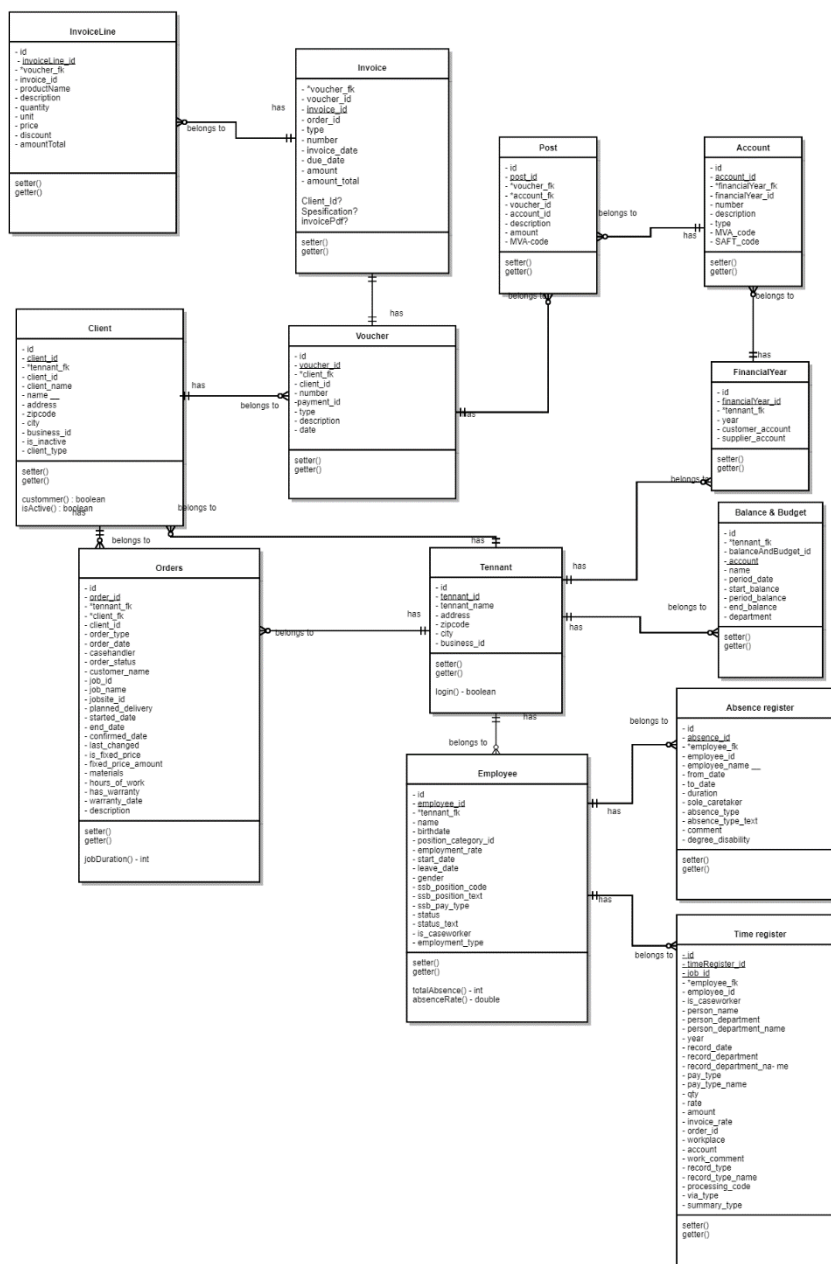 InvoiceLine
- id
- invoiceLine_id
- *voucher_fk
- invoice_id
- productName
- description
- quantity
- unit
- price
- discount
- amountTotal
setter()
getter()
belongs to
has
Invoice
- *voucher_fk
- voucher_id
- invoice_id
- order_id
- type
- number
- invoice_date
- due_date
- amount
- amount_total
Client_Id?
Spesification?
invoicePdf?
setter()
getter()
has
Post
- id
- post_id
- *voucher_fk
- *account_fk
- voucher_id
- account_id
- description
- amount
- MVA-code
setter()
getter()
belongs to
belongs to
has
Account
- id
- account_id
- *financialYear_fk
- financialYear_id
- number
- description
- type
- MVA_code
- SAFT_code
setter()
getter()
belongs to
has
Client
- id
- client_id
- *tennant_fk
- client_id
- client_name
- name __
- address
- zipcode
- city
- business_id
- is_inactive
- client_type
setter()
getter()
custommer() : boolean
isActive() : boolean
has
belongs to
has
belongs to
belongs to
Voucher
- id
- voucher_id
- *client_fk
- client_id
- number
-payment_id
- type
- description
- date
setter()
getter()
has
FinancialYear
- id
- financialYear_id
- *tennant_fk
- year
- customer_account
- supplier_account
setter()
getter()
belongs to
Balance & Budget
- id
- *tennant_fk
- balanceAndBudget_id
- account
- name
- period_date
- start_balance
- period_balance
- end_balance
- department
setter()
getter()
belongs to
Orders
- id
- order_id
- *tennant_fk
- *client_fk
- client_id
- order_type
- order_date
- casehandler
- order_status
- customer_name
- job_id
- job_name
- jobsite_id
- planned_delivery
- started_date
- end_date
- confirmed_date
- last_changed
- is_fixed_price
- fixed_price_amount
- materials
- hours_of_work
- has_warranty
- warranty_date
- description
setter()
getter()
jobDuration() - int
belongs to
has
has
Tennant
- id
- tennant_id
- tennant_name
- address
- zipcode
- city
- business_id
setter()
getter()
login() - boolean
has
has
has
belongs to
Employee
- id
- employee_id
- *tennant_fk
- name
- birthdate
- position_category_id
- employment_rate
- start_date
- leave_date
- gender
- ssb_position_code
- ssb_position_text
- ssb_pay_type
- status
- status_text
- is_caseworker
- employment_type
setter()
getter()
totalAbsence() - int
absenceRate() - double
has
has
belongs to
belongs to
Absence register
- id
- absence_id
- *employee_fk
- employee_id
- employee_name __
- from_date
- to_date
- duration
- sole_caretaker
- absence_type
- absence_type_text
- comment
- degree_disability
setter()
getter()
Time register
- id
- timeRegister_id
- job_id
- *employee_fk
- employee_id
- is_caseworker
- person_name
- person_department
- person_department_name
- year
- record_date
- record_department
- record_department_na- me
- pay_type
- pay_type_name
- qty
- rate
- amount
- invoice_rate
- order_id
- workplace
- account
- work_comment
- record_type
- record_type_name
- processing_code
- via_type
- summary_type
setter()
getter()